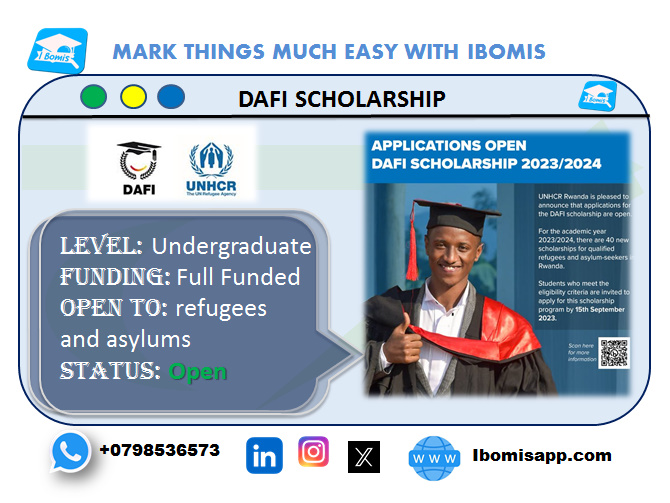 Ibomis
MARK THINGS MUCH EASY WITH IBOMIS
DAFI SCHOLARSHIP
Ibomis
DAFI
UNHCR
The UN Refugee Agency
LEVEL: Undergraduate
FUNDING: Full Funded
OPEN TO: refugees
and asylums
STATUS: Open
APPLICATIONS OPEN
DAFI SCHOLARSHIP 2023/2024
UNHCR Rwanda is pleased to
announce that applications for
the DAFI scholarship are open.
For the academic year
2023/2024, there are 40 new
scholarships for qualified
refugees and asylum-seekers in
Rwanda.
Students who meet the
eligibility criteria are invited to
apply for this scholarship
program by 15th September
2023.
Scan here
for more
information
+0798536573
in
X
WWW
Ibomisapp.com